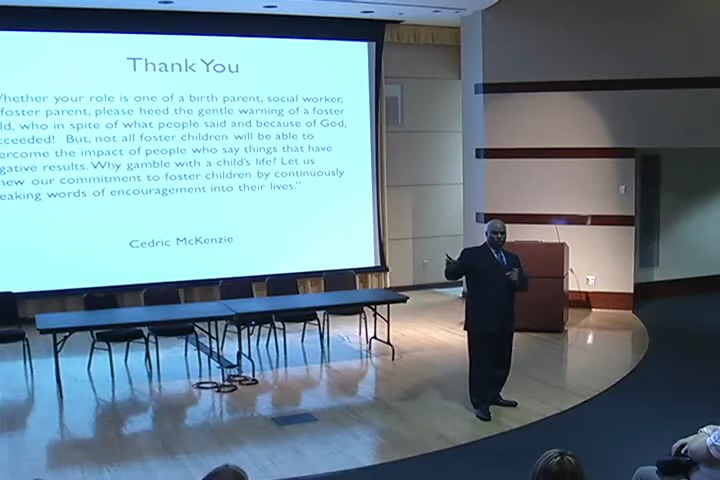 Thank You
Whether your role is one of a birth parent, social worker,
foster parent, please heed the gentle warning of a foster
ld, who in spite of what people said and because of God,
cceeded! But, not all foster children will be able to
ercome the impact of people who say things that have
gative results. Why gamble with a child's life? Let us
new our commitment to foster children by continuously
eaking words of encouragement into their lives."
Cedric McKenzie